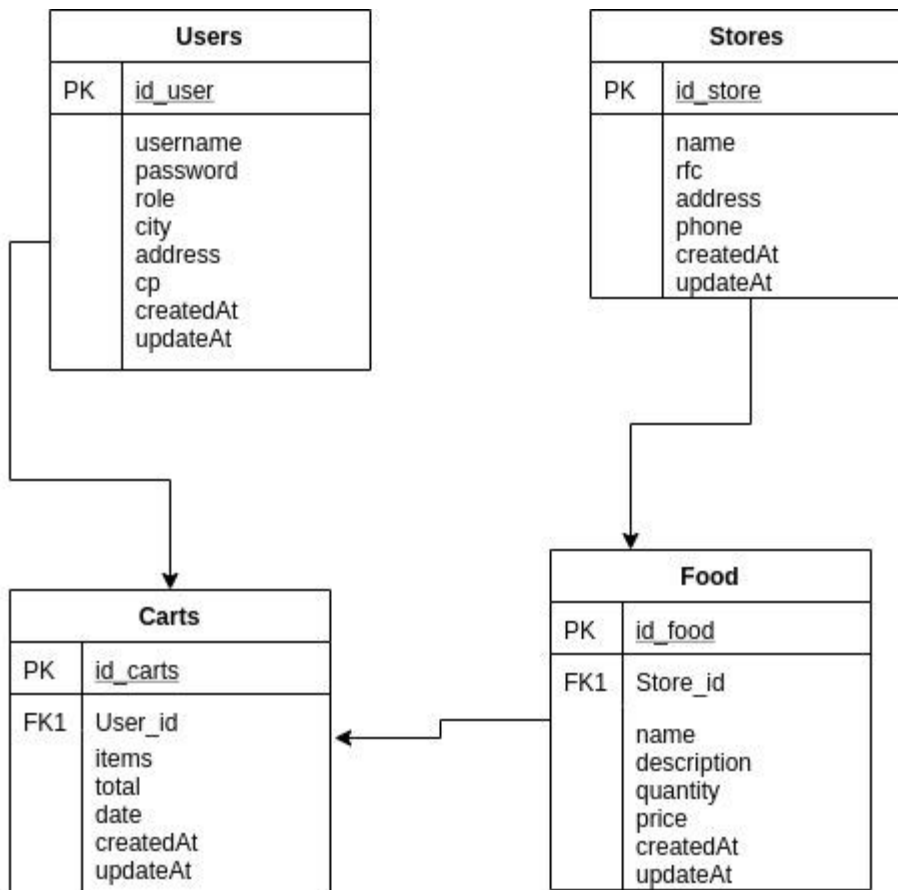 Users
PK id_user
username
password
role
city
address
cp
createdAt
updateAt
Stores
PK id_store
name
rfc
address
phone
createdAt
updateAt
Carts
PK id_carts
FK1 User_id
items
total
date
createdAt
updateAt
Food
PK id_food
FK1 Store_id
name
description
quantity
price
createdAt
updateAt